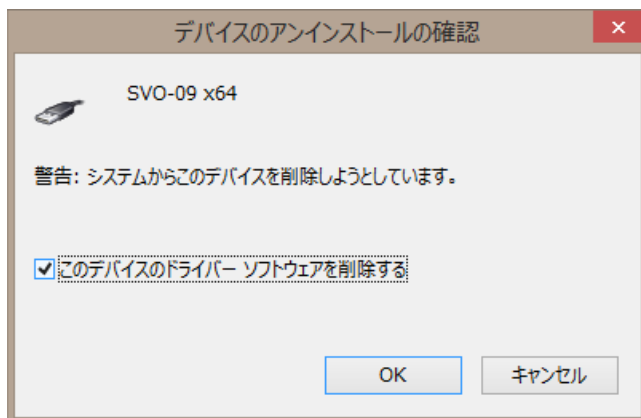 デバイスのアンインストールの確認
SVO-09 x64
警告: システムからこのデバイスを削除しようとしています。
このデバイスのドライバー ソフトウェアを削除する
OK
キャンセル